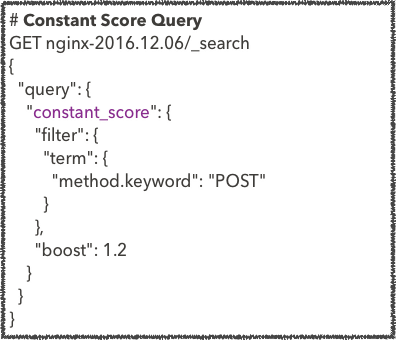 # Constant Score Query
GET nginx-2016.12.06/_search
{
  "query": {
    "constant_score": {
      "filter": {
        "term": {
          "method.keyword": "POST"
        }
      },
      "boost": 1.2
    }
  }
}